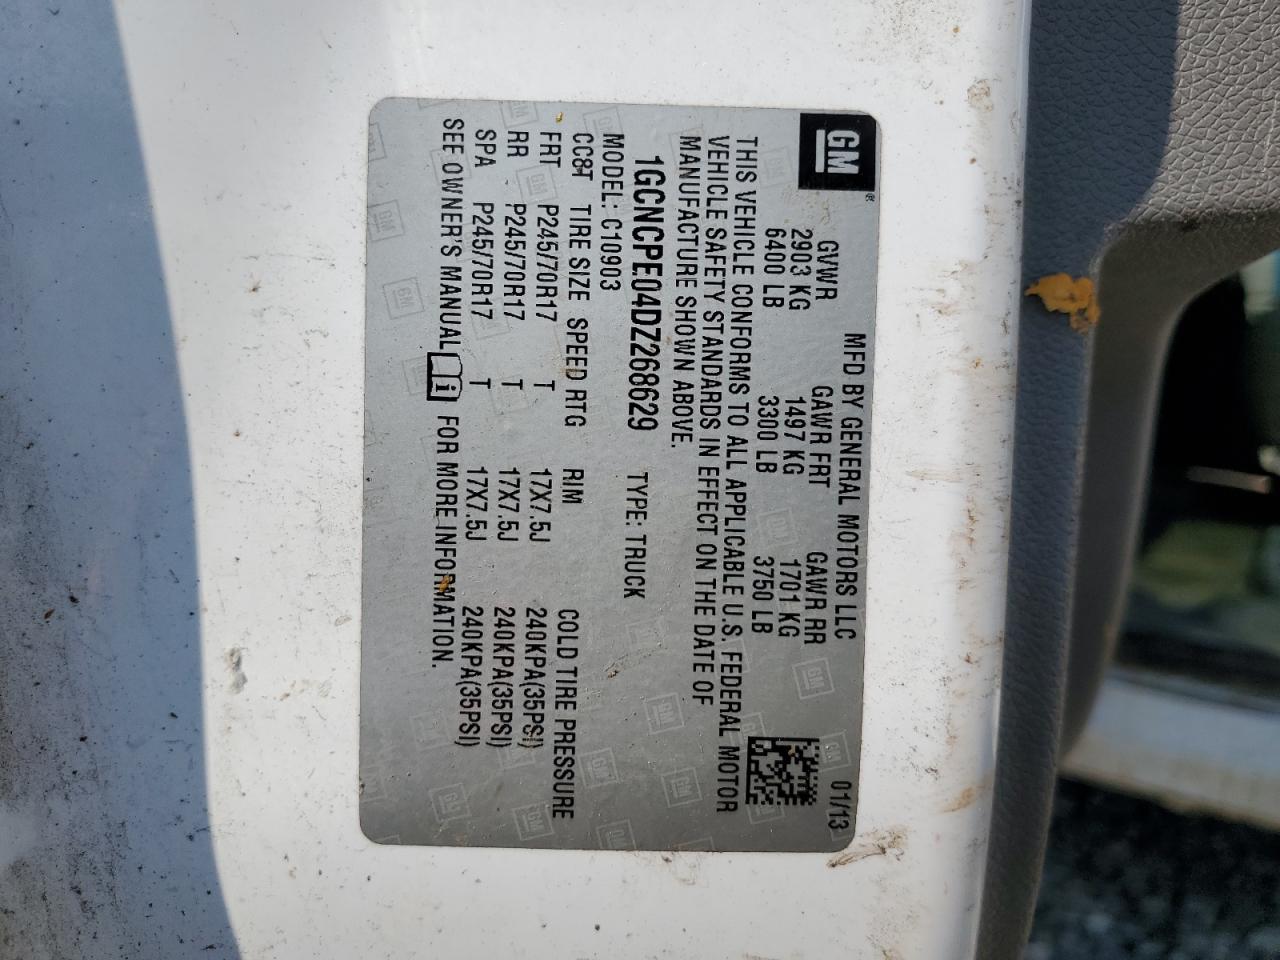 GM®
MFD BY GENERAL MOTORS LLC 01/13
GVWR GAWR FRT GAWR RR
2903 KG 1497 KG 1701 KG
6400 LB 3300 LB 3750 LB
THIS VEHICLE CONFORMS TO ALL APPLICABLE U.S. FEDERAL MOTOR
VEHICLE SAFETY STANDARDS IN EFFECT ON THE DATE OF
MANUFACTURE SHOWN ABOVE.
1GCNCPE04DZ268629 TYPE: TRUCK
MODEL: C10903
CC8T TIRE SIZE SPEED RTG RIM COLD TIRE PRESSURE
FRT P245/70R17 T 17X7.5J 240KPA(35PSI)
RR P245/70R17 T 17X7.5J 240KPA(35PSI)
SPA P245/70R17 T 17X7.5J 240KPA(35PSI)
SEE OWNER'S MANUAL i FOR MORE INFORMATION.